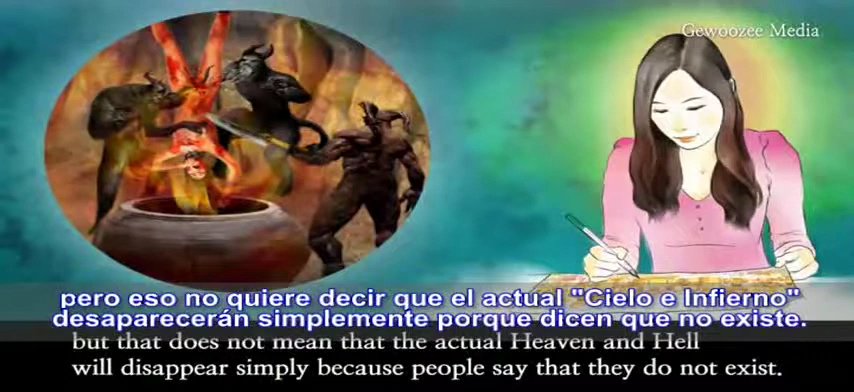 Gewoozee Media
pero eso no quiere decir que el actual "Cielo e Infierno"
desaparecerán simplemente porque dicen que no existe.
but that does not mean that the actual Heaven and Hell
will disappear simply because people say that they do not exist.